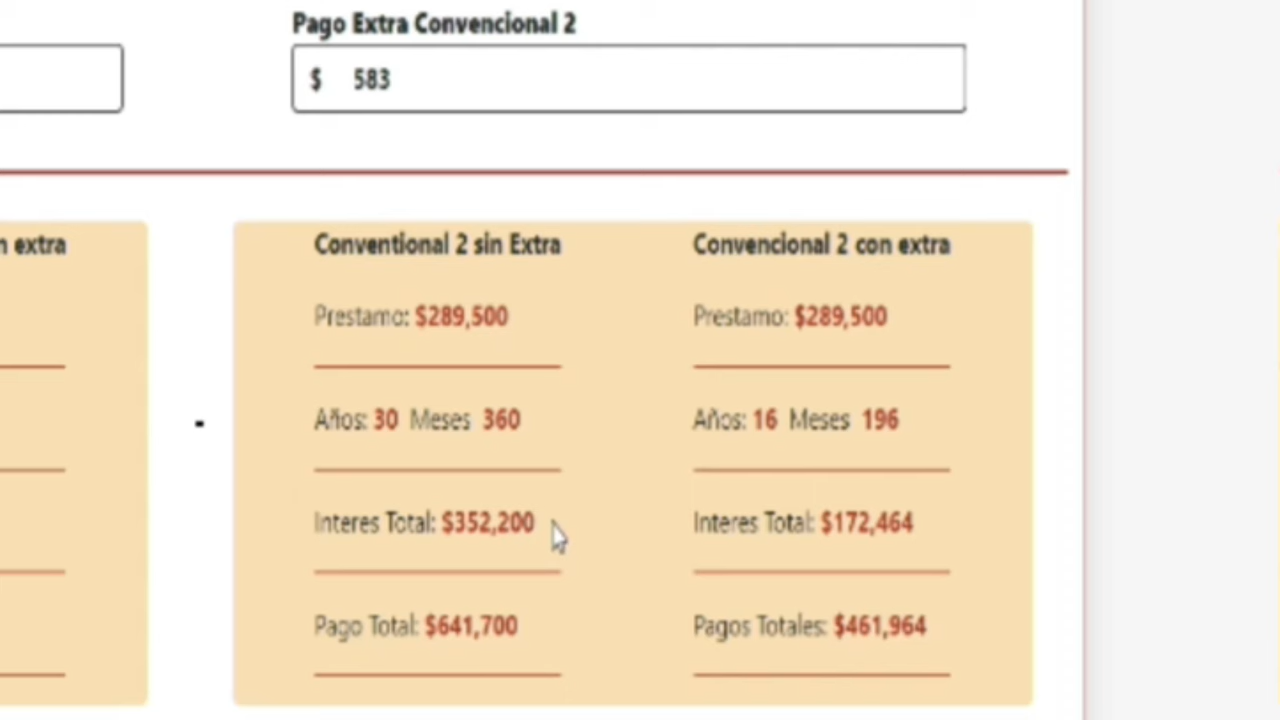 Pago Extra Convencional 2
$ 583
n extra
Conventional 2 sin Extra
Convencional 2 con extra
Prestamo: $289,500
Prestamo: $289,500
Años: 30 Meses 360
Años: 16 Meses 196
-
Interes Total: $352,200
Interes Total: $172,464
Pago Total: $641,700
Pagos Totales: $461,964